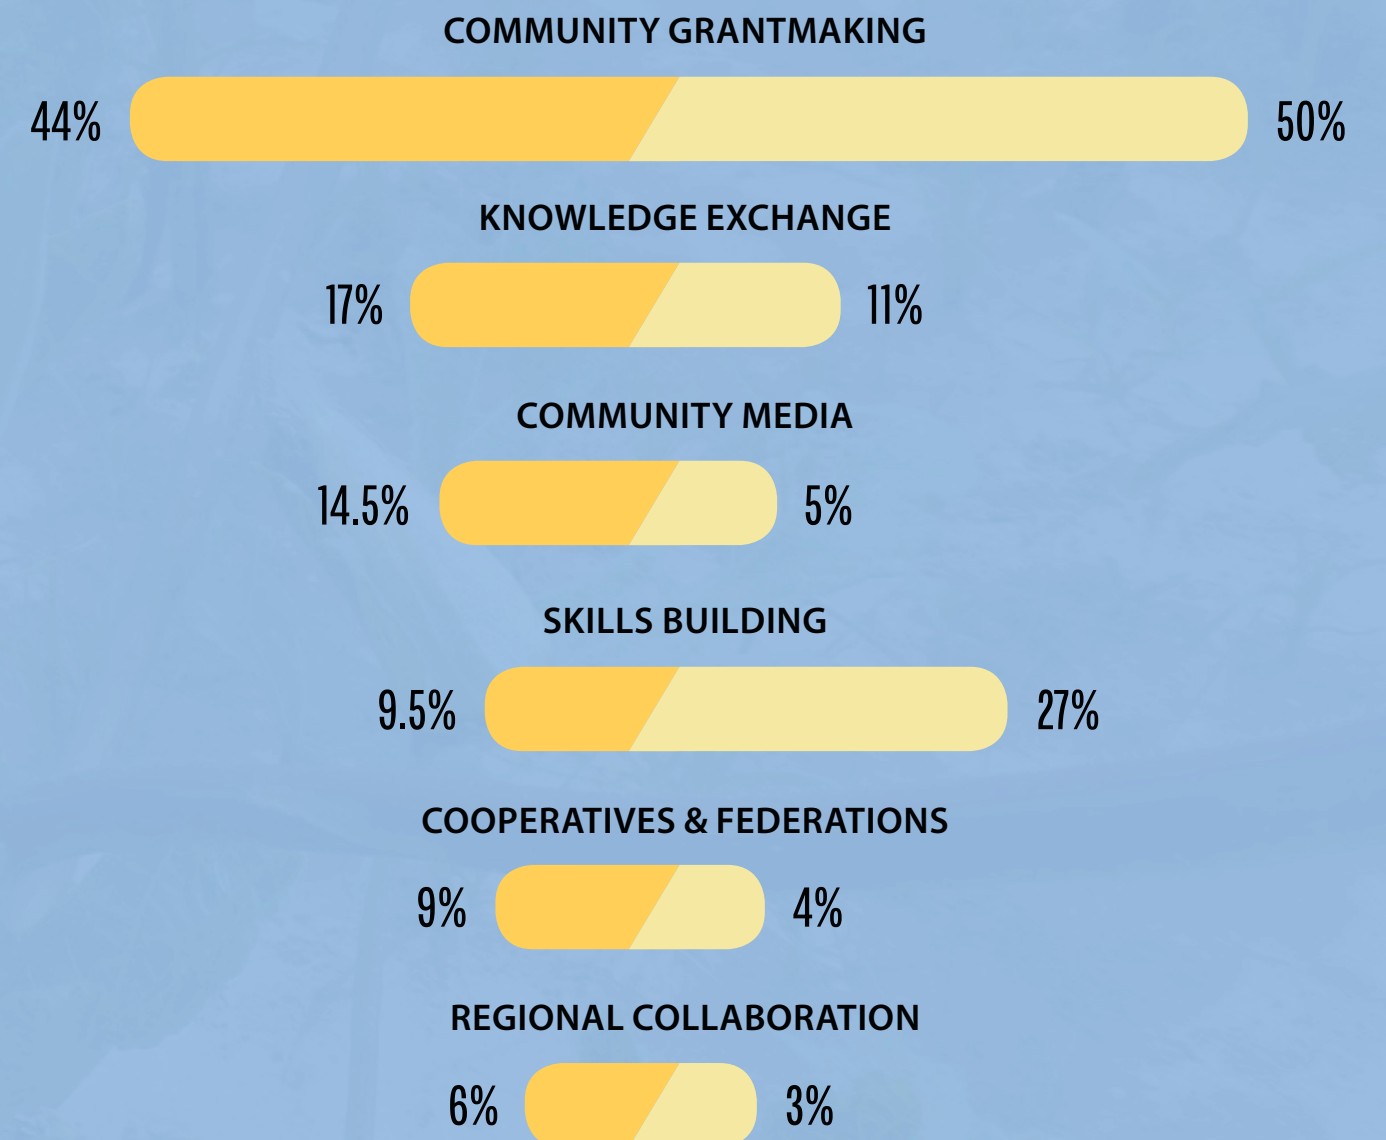 COMMUNITY GRANTMAKING
44% 50%
KNOWLEDGE EXCHANGE
17% 11%
COMMUNITY MEDIA
14.5% 5%
SKILLS BUILDING
9.5% 27%
COOPERATIVES & FEDERATIONS
9% 4%
REGIONAL COLLABORATION
6% 3%